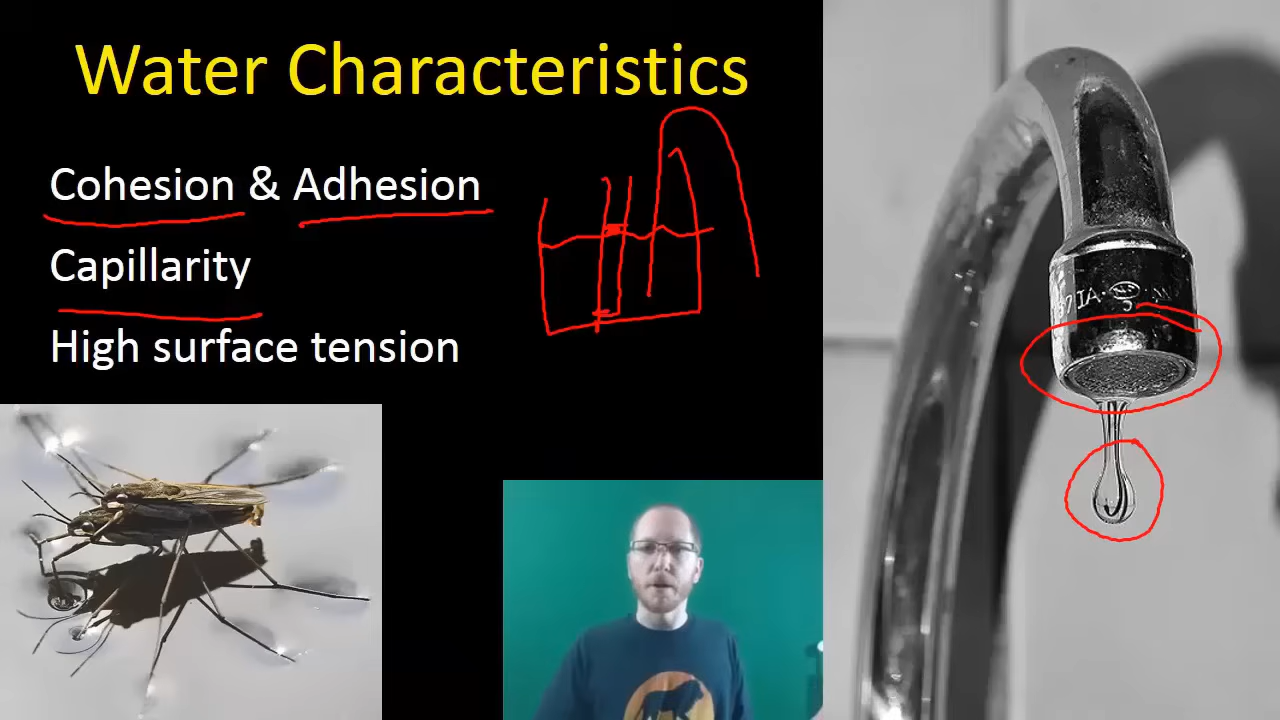 Water Characteristics
Cohesion & Adhesion
Capillarity
High surface tension